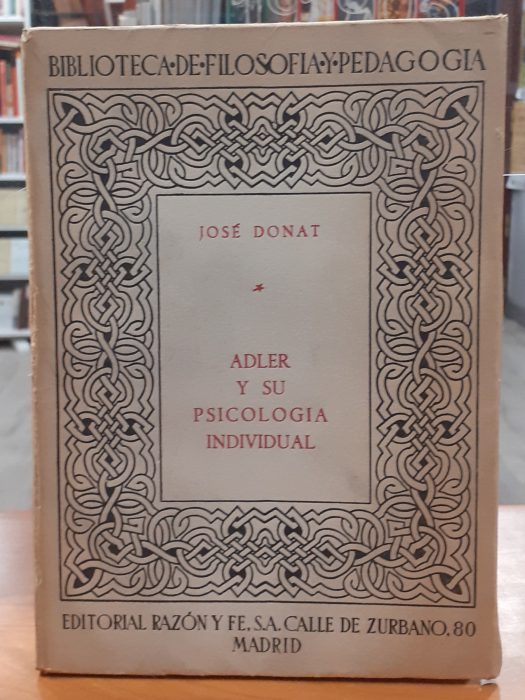 BIBLIOTECA·DE·FILOSOFIA·Y·PEDAGOGIA
JOSÉ DONAT
ADLER
Y SU
PSICOLOGIA
INDIVIDUAL
EDITORIAL RAZÓN Y FE, S.A. CALLE DE ZURBANO, 80
MADRID